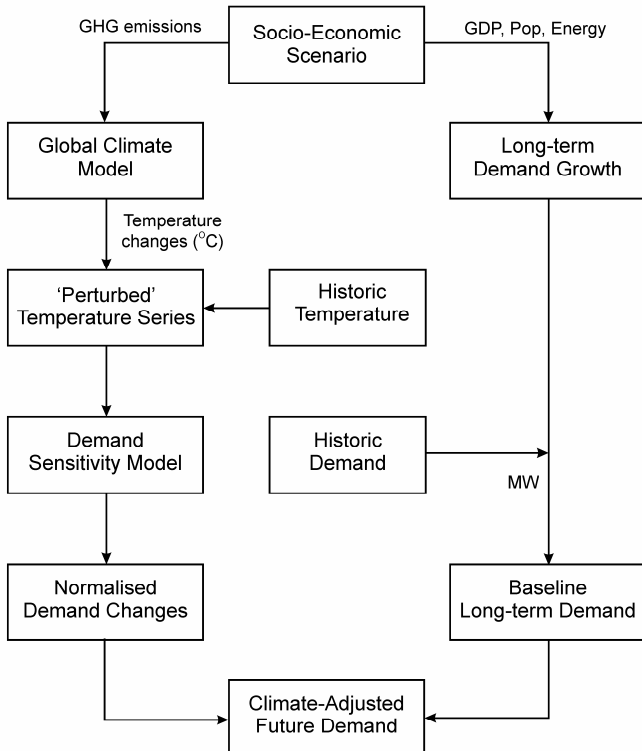 GHG emissions
Socio-Economic
Scenario
GDP, Pop, Energy
Global Climate
Model
Long-term
Demand Growth
Temperature
changes (°C)
‘Perturbed’
Temperature Series
Historic
Temperature
Demand
Sensitivity Model
Historic
Demand
MW
Normalised
Demand Changes
Baseline
Long-term Demand
Climate-Adjusted
Future Demand